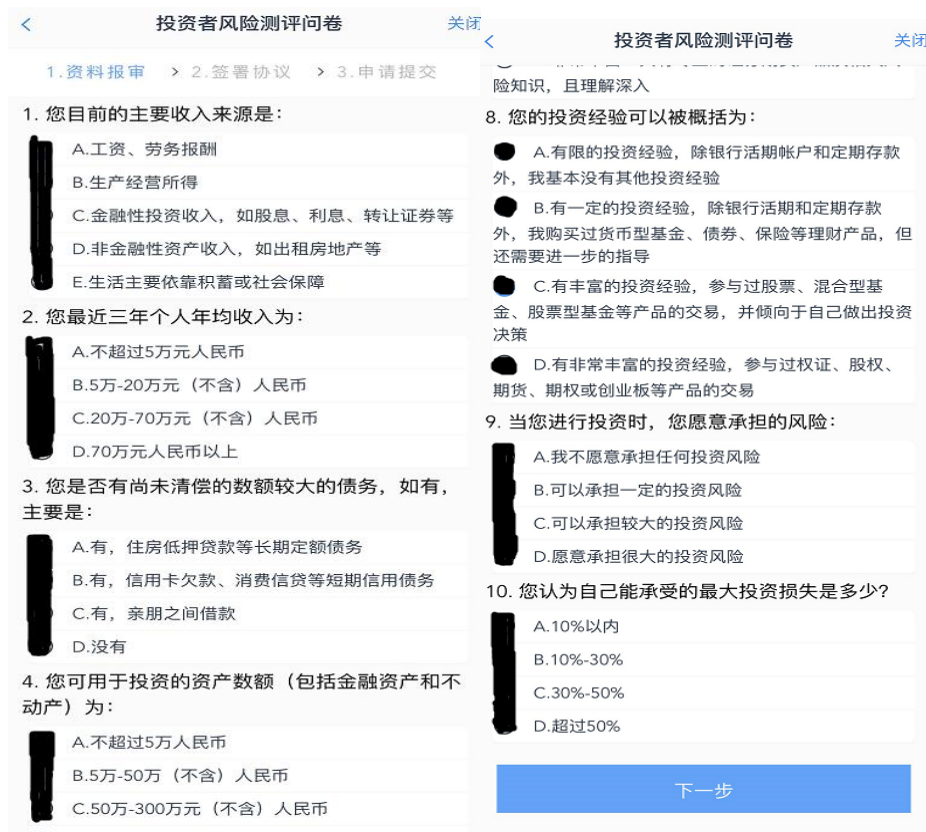 投资者风险测评问卷
关闭
1.资料报审 > 2.签署协议 > 3.申请提交
1. 您目前的主要收入来源是：
A.工资、劳务报酬
B.生产经营所得
C.金融性投资收入，如股息、利息、转让证券等
D.非金融性资产收入，如出租房地产等
E.生活主要依靠积蓄或社会保障
2. 您最近三年个人年均收入为：
A.不超过5万元人民币
B.5万-20万元（不含）人民币
C.20万-70万元（不含）人民币
D.70万元人民币以上
3. 您是否有尚未清偿的数额较大的债务，如有，
主要是：
A.有，住房低押贷款等长期定额债务
B.有，信用卡欠款、消费信贷等短期信用债务
C.有，亲朋之间借款
D.没有
4. 您可用于投资的资产数额（包括金融资产和不
动产）为：
A.不超过5万人民币
B.5万-50万（不含）人民币
C.50万-300万元（不含）人民币
投资者风险测评问卷
关闭
险知识，且理解深入
8. 您的投资经验可以被概括为：
A.有限的投资经验，除银行活期帐户和定期存款
外，我基本没有其他投资经验
B.有一定的投资经验，除银行活期和定期存款
外，我购买过货币型基金、债券、保险等理财产品，但
还需要进一步的指导
C.有丰富的投资经验，参与过股票、混合型基
金、股票型基金等产品的交易，并倾向于自己做出投资
决策
D.有非常丰富的投资经验，参与过权证、股权、
期货、期权或创业板等产品的交易
9. 当您进行投资时，您愿意承担的风险：
A.我不愿意承担任何投资风险
B.可以承担一定的投资风险
C.可以承担较大的投资风险
D.愿意承担很大的投资风险
10. 您认为自己能承受的最大投资损失是多少?
A.10%以内
B.10%-30%
C.30%-50%
D.超过50%
下一步